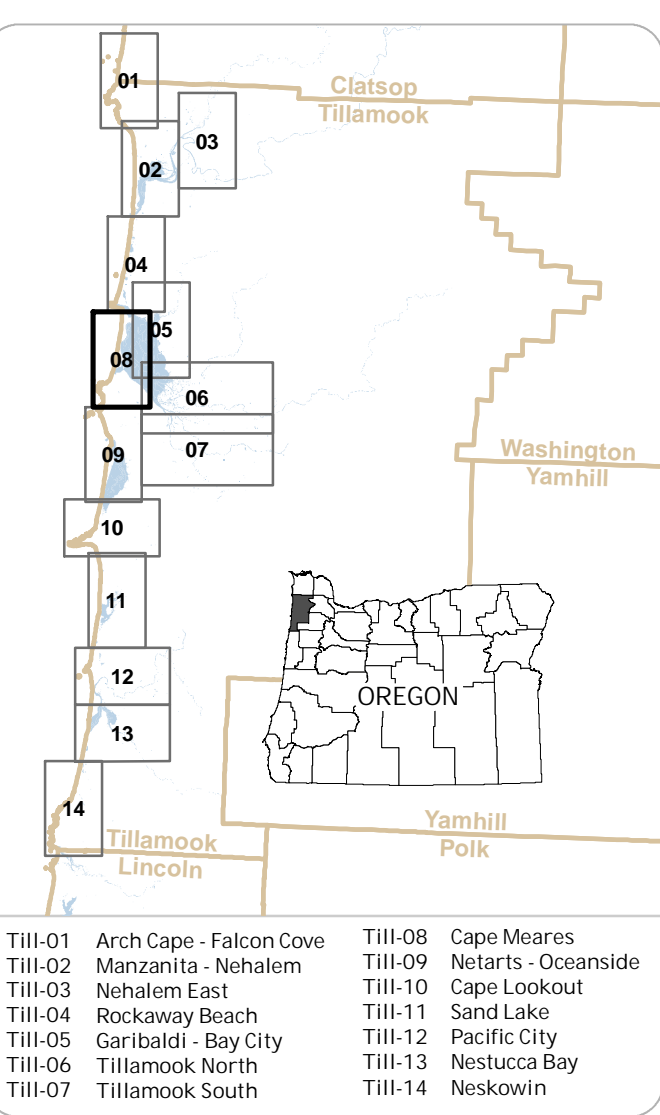 01
Clatsop
Tillamook
03
02
04
05
08
06
07
Washington
Yamhill
09
10
11
12
OREGON
13
14
Yamhill
Polk
Tillamook
Lincoln
Till-01 Arch Cape - Falcon Cove
Till-02 Manzanita - Nehalem
Till-03 Nehalem East
Till-04 Rockaway Beach
Till-05 Garibaldi - Bay City
Till-06 Tillamook North
Till-07 Tillamook South
Till-08 Cape Meares
Till-09 Netarts - Oceanside
Till-10 Cape Lookout
Till-11 Sand Lake
Till-12 Pacific City
Till-13 Nestucca Bay
Till-14 Neskowin